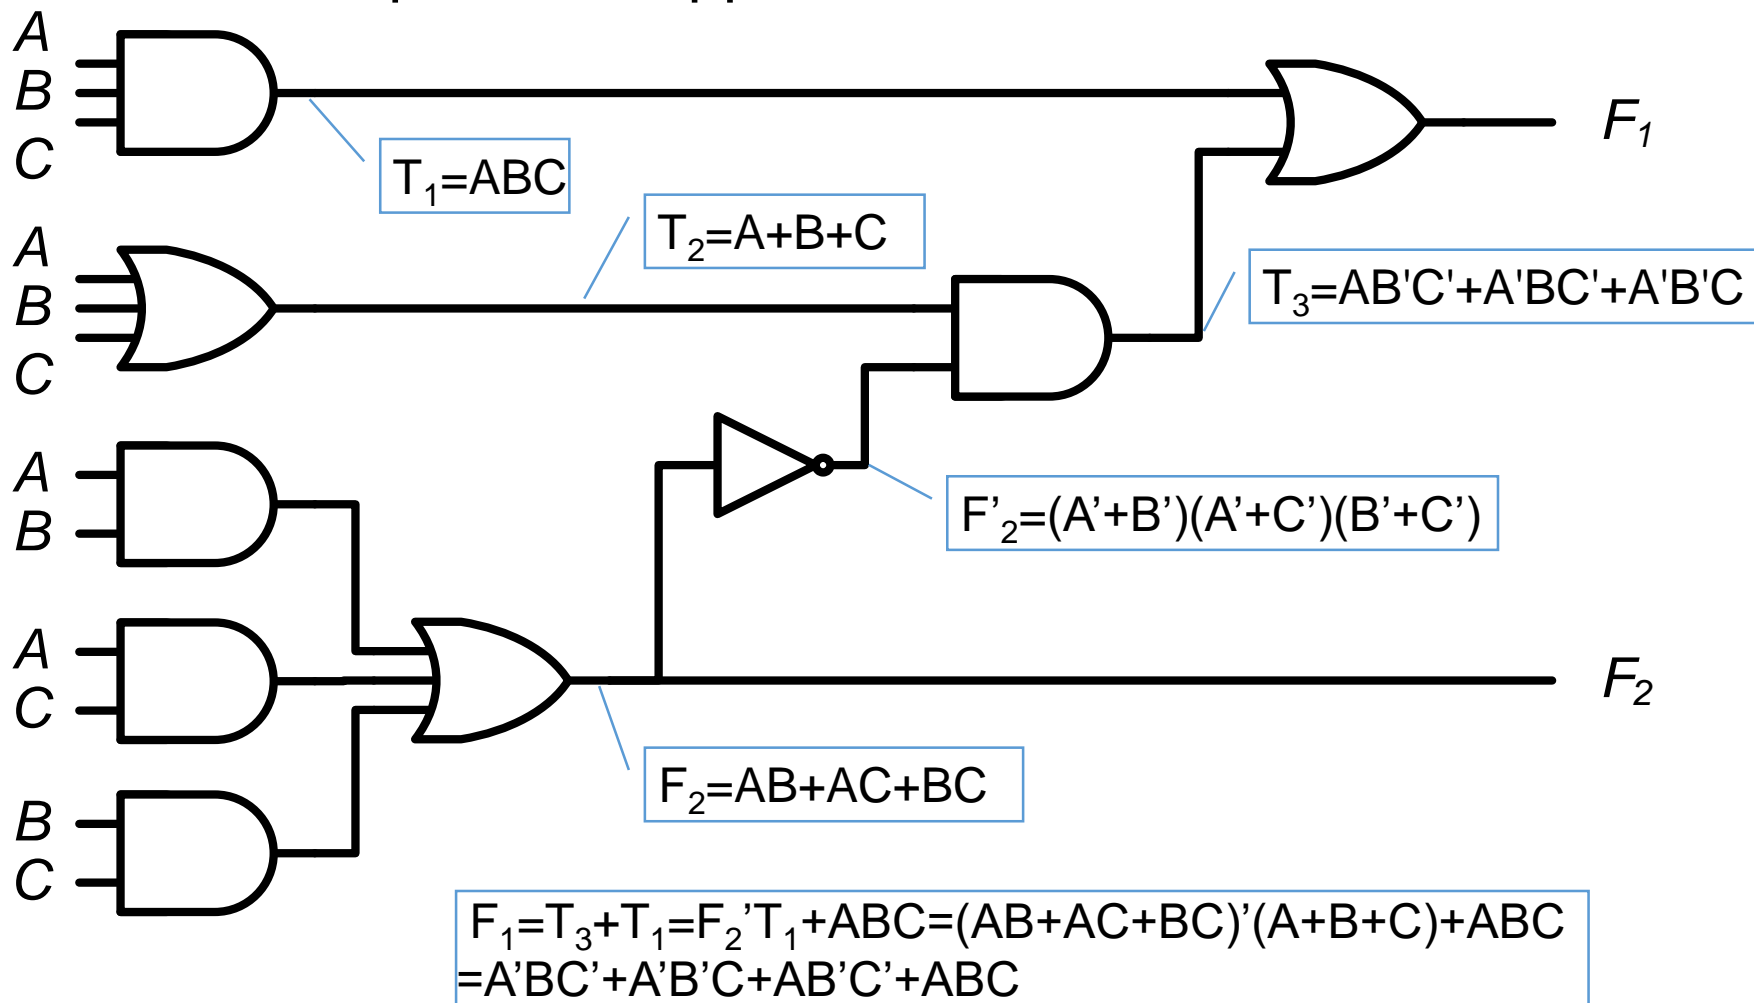 A
B
C
T1=ABC
F1
A
B
C
T2=A+B+C
T3=AB'C'+A'BC'+A'B'C
A
B
F’2=(A’+B’)(A’+C’)(B’+C’)
A
C
F2
F2=AB+AC+BC
B
C
F1=T3+T1=F2’T1+ABC=(AB+AC+BC)’(A+B+C)+ABC
=A’BC’+A’B’C+AB’C’+ABC